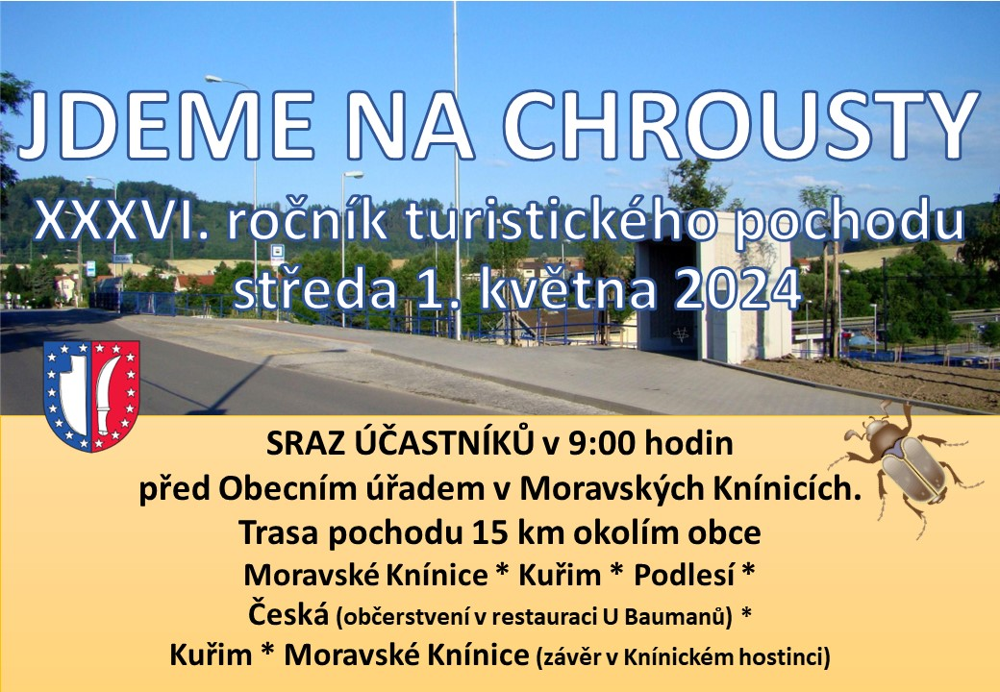 JDEME NA CHROUSTY
XXXVI. ročník turistického pochodu
středa 1. května 2024
SRAZ ÚČASTNÍKŮ v 9:00 hodin
před Obecním úřadem v Moravských Knínicích.
Trasa pochodu 15 km okolím obce
Moravské Knínice * Kuřim * Podlesí *
Česká (občerstvení v restauraci U Baumanů) *
Kuřim * Moravské Knínice (závěr v Knínickém hostinci)